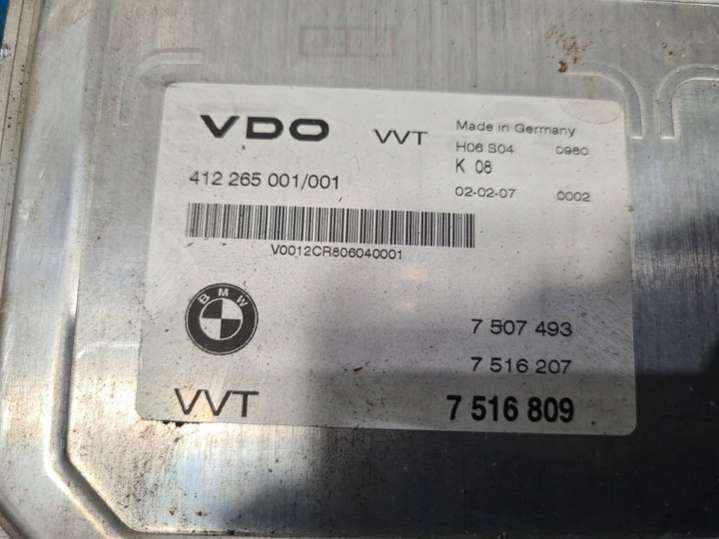 VDO VVT Made in Germany
H06 S04 0980
K 08
412 265 001/001
02-02-07 0002
V0012CR806040001
BMW
7 507 493
7 516 207
VVT 7 516 809